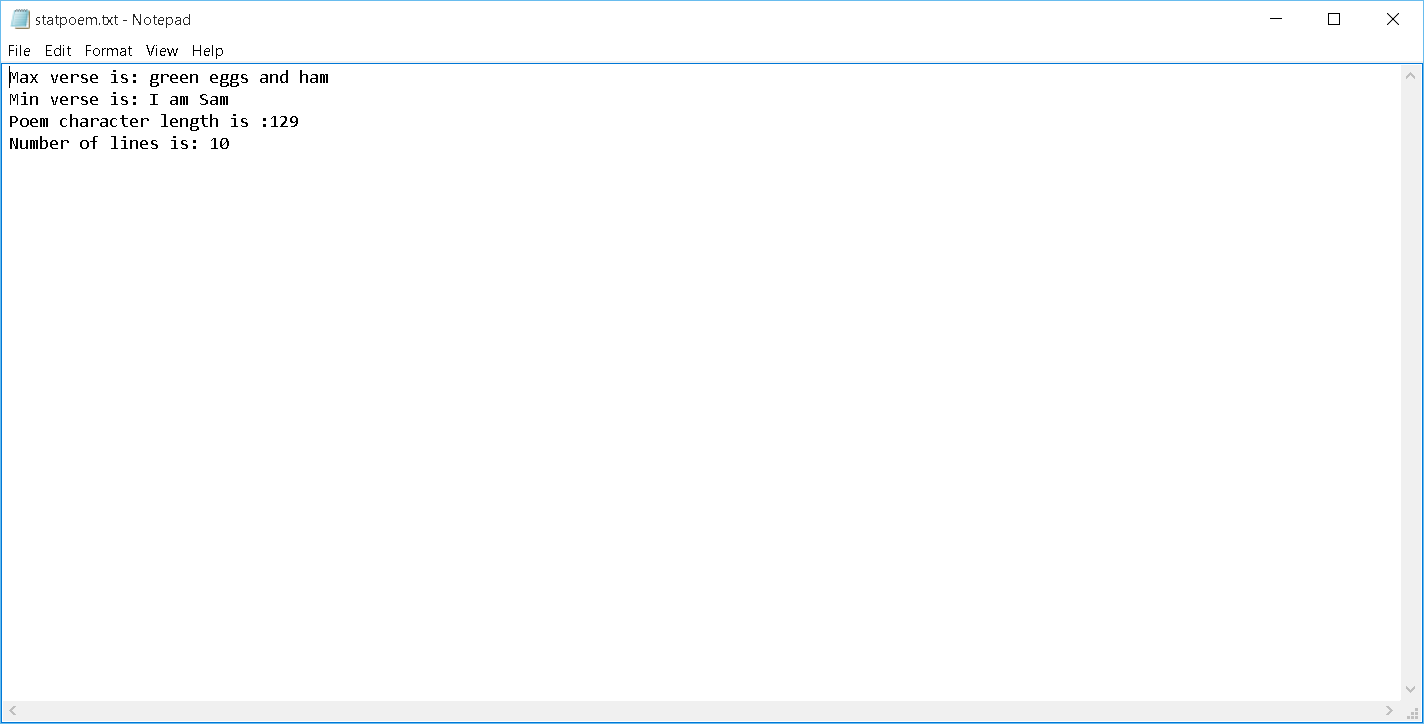 statpoem.txt - Notepad
File Edit Format View Help
Max verse is: green eggs and ham
Min verse is: I am Sam
Poem character length is :129
Number of lines is: 10